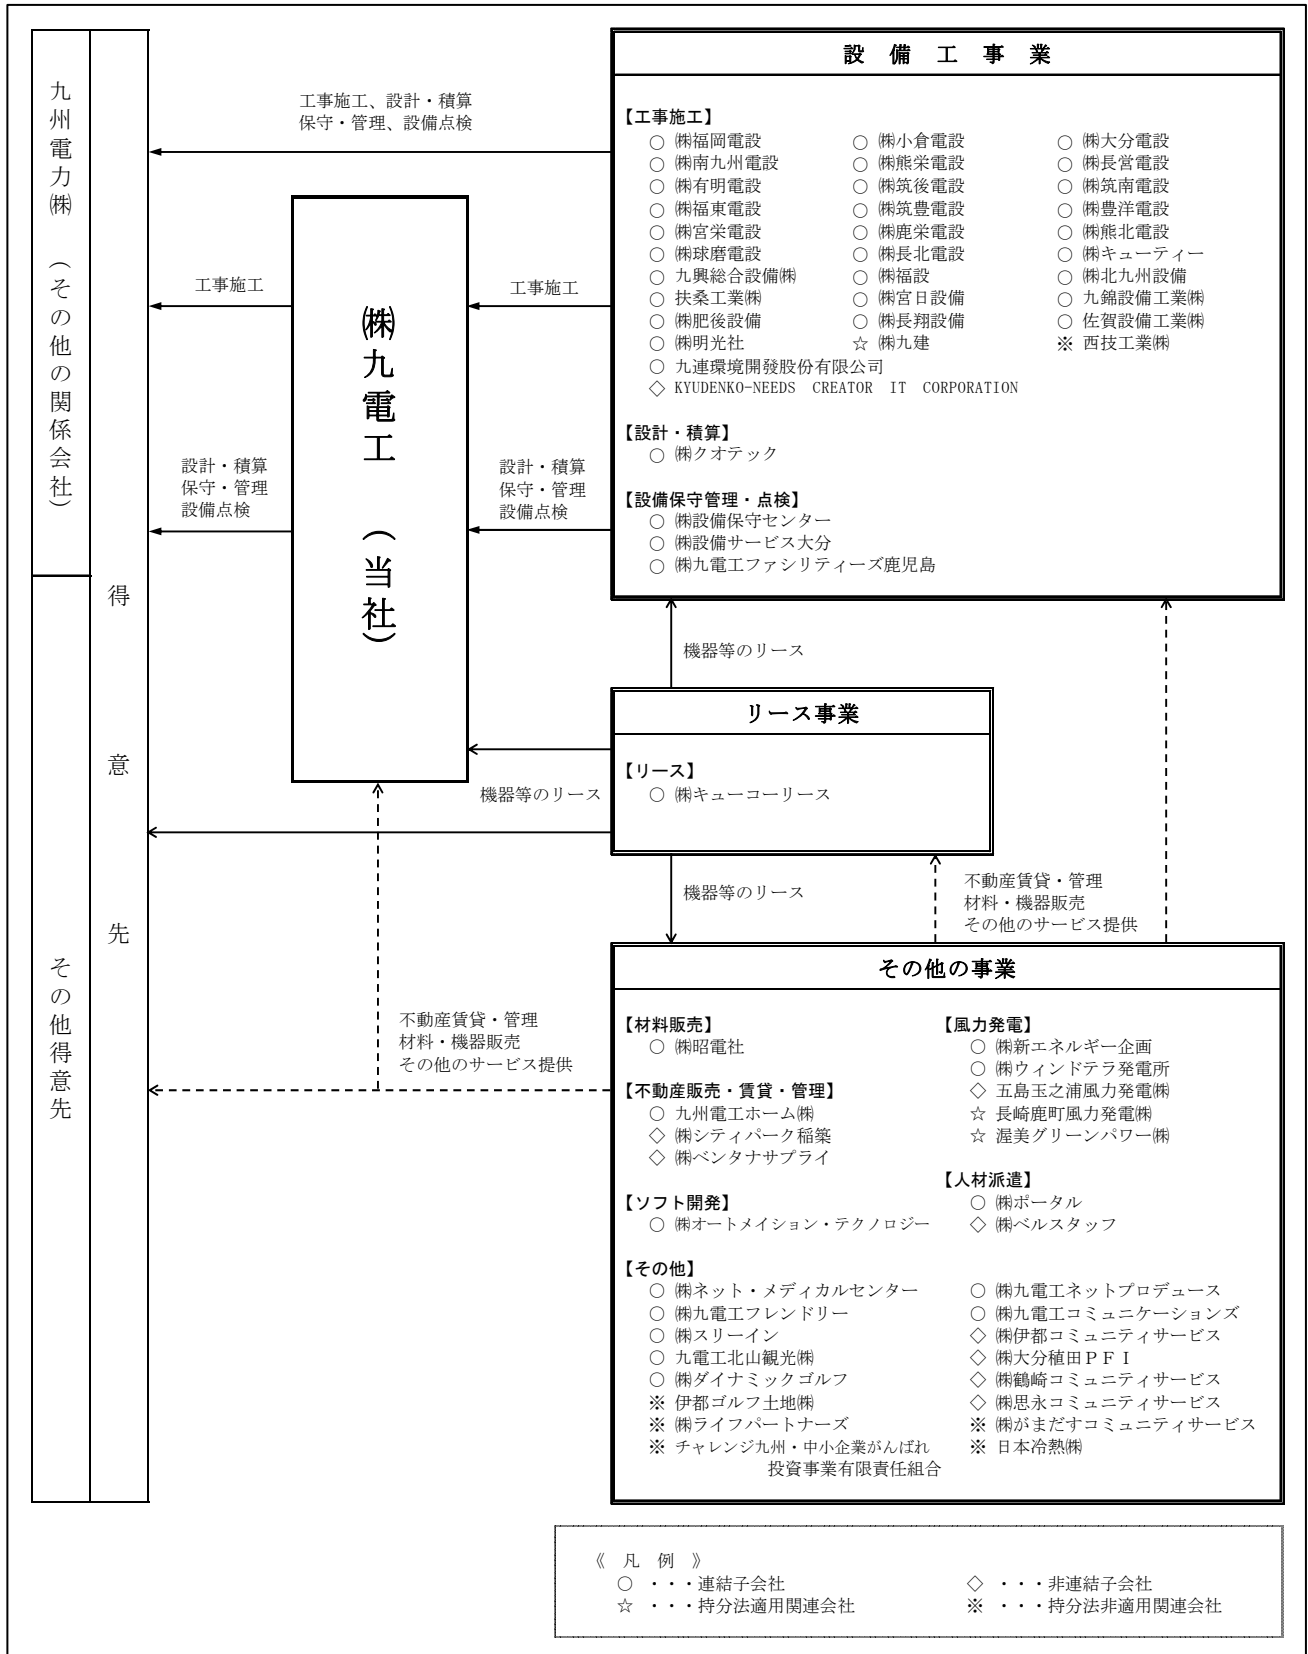 九州電力㈱ （その他の関係会社）
その他得意先
得意先
㈱九電工 （当社）
工事施工、設計・積算
保守・管理、設備点検
工事施工
工事施工
設計・積算
保守・管理
設備点検
設計・積算
保守・管理
設備点検
設備工事業
【工事施工】
○ ㈱福岡電設 ○ ㈱小倉電設 ○ ㈱大分電設
○ ㈱南九州電設 ○ ㈱熊栄電設 ○ ㈱長営電設
○ ㈱有明電設 ○ ㈱筑後電設 ○ ㈱筑南電設
○ ㈱福東電設 ○ ㈱筑豊電設 ○ ㈱豊洋電設
○ ㈱宮栄電設 ○ ㈱鹿栄電設 ○ ㈱熊北電設
○ ㈱球磨電設 ○ ㈱長北電設 ○ ㈱キューティー
○ 九興総合設備㈱ ○ ㈱福設 ○ ㈱北九州設備
○ 扶桑工業㈱ ○ ㈱宮日設備 ○ 九錦設備工業㈱
○ ㈱肥後設備 ○ ㈱長翔設備 ○ 佐賀設備工業㈱
○ ㈱明光社 ☆ ㈱九建 ※ 西技工業㈱
○ 九連環境開發股份有限公司
◇ KYUDENKO-NEEDS CREATOR IT CORPORATION
【設計・積算】
○ ㈱クオテック
【設備保守管理・点検】
○ ㈱設備保守センター
○ ㈱設備サービス大分
○ ㈱九電工ファシリティーズ鹿児島
機器等のリース
リース事業
【リース】
○ ㈱キューコーリース
機器等のリース
機器等のリース
不動産賃貸・管理
材料・機器販売
その他のサービス提供
不動産賃貸・管理
材料・機器販売
その他のサービス提供
その他の事業
【材料販売】
○ ㈱昭電社
【不動産販売・賃貸・管理】
○ 九州電工ホーム㈱
◇ ㈱シティパーク稲築
◇ ㈱ベンタナサプライ
【ソフト開発】
○ ㈱オートメイション・テクノロジー
【風力発電】
○ ㈱新エネルギー企画
○ ㈱ウィンドテラ発電所
◇ 五島玉之浦風力発電㈱
☆ 長崎鹿町風力発電㈱
☆ 渥美グリーンパワー㈱
【人材派遣】
○ ㈱ポータル
◇ ㈱ベルスタッフ
【その他】
○ ㈱ネット・メディカルセンター ○ ㈱九電工ネットプロデュース
○ ㈱九電工フレンドリー ○ ㈱九電工コミュニケーションズ
○ ㈱スリーイン ◇ ㈱伊都コミュニティサービス
○ 九電工北山観光㈱ ◇ ㈱大分稙田ＰＦＩ
○ ㈱ダイナミックゴルフ ◇ ㈱鶴崎コミュニティサービス
※ 伊都ゴルフ土地㈱ ◇ ㈱思永コミュニティサービス
※ ㈱ライフパートナーズ ※ ㈱がまだすコミュニティサービス
※ チャレンジ九州・中小企業がんばれ ※ 日本冷熱㈱
投資事業有限責任組合
《 凡 例 》
○ ・・・連結子会社 ◇ ・・・非連結子会社
☆ ・・・持分法適用関連会社 ※ ・・・持分法非適用関連会社